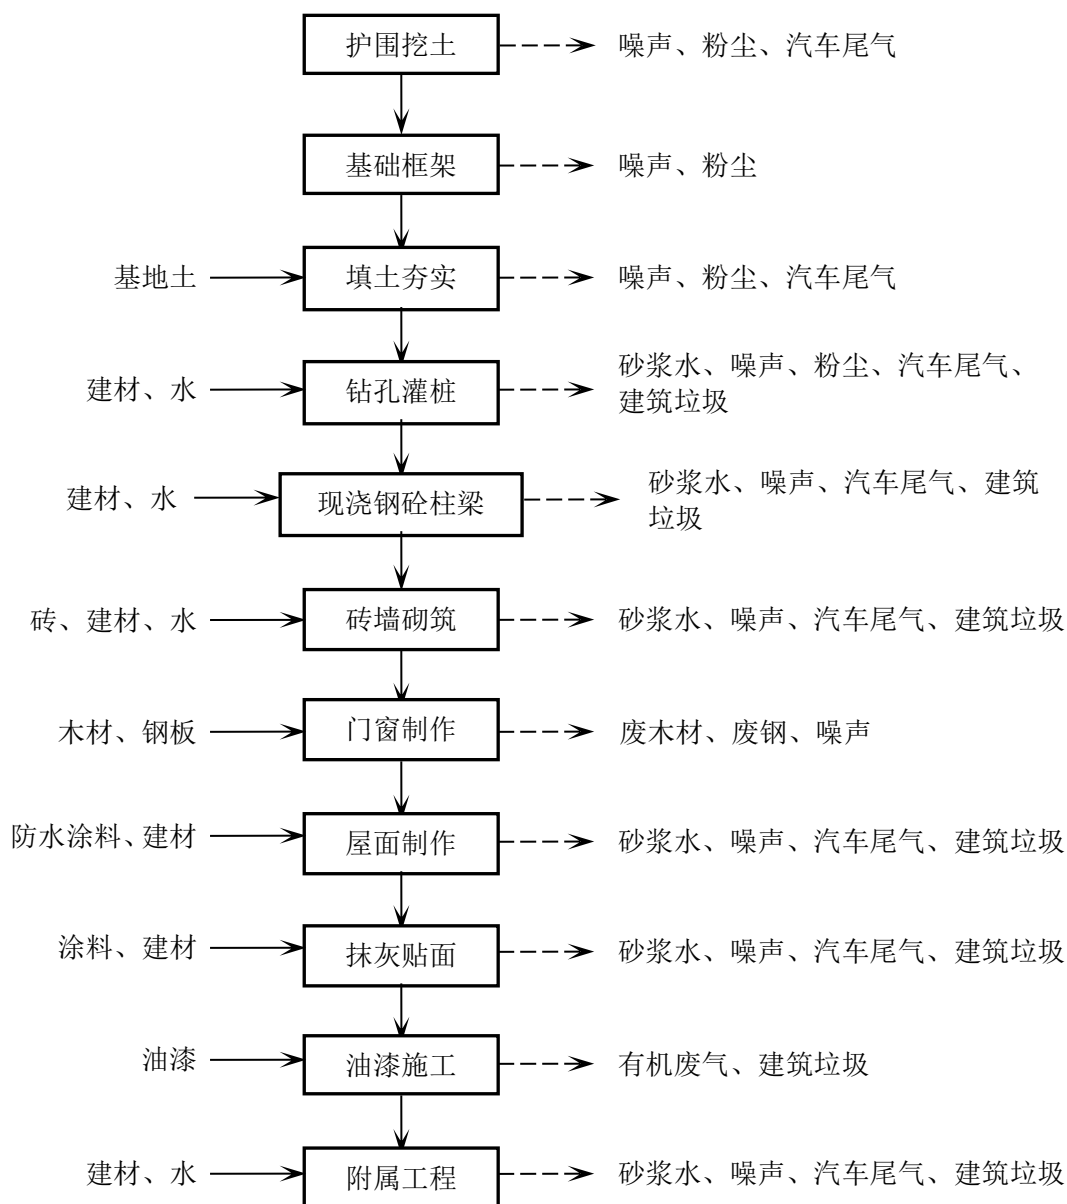 护围挖土
噪声、粉尘、汽车尾气
基础框架
噪声、粉尘
基地土
填土夯实
噪声、粉尘、汽车尾气
建材、水
钻孔灌桩
砂浆水、噪声、粉尘、汽车尾气、
建筑垃圾
建材、水
现浇钢砼柱梁
砂浆水、噪声、汽车尾气、建筑
垃圾
砖、建材、水
砖墙砌筑
砂浆水、噪声、汽车尾气、建筑垃圾
木材、钢板
门窗制作
废木材、废钢、噪声
防水涂料、建材
屋面制作
砂浆水、噪声、汽车尾气、建筑垃圾
涂料、建材
抹灰贴面
砂浆水、噪声、汽车尾气、建筑垃圾
油漆
油漆施工
有机废气、建筑垃圾
建材、水
附属工程
砂浆水、噪声、汽车尾气、建筑垃圾